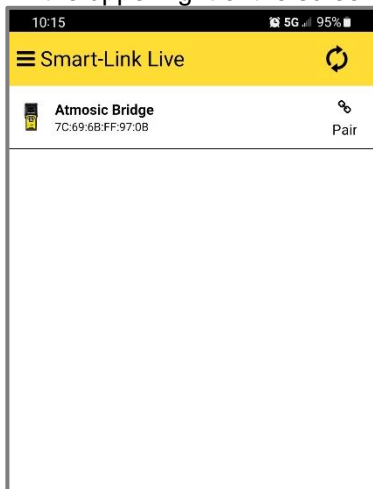 10:15 5G 95%
Smart-Link Live
Atmosic Bridge
7C:69:6B:FF:97:0B
Pair